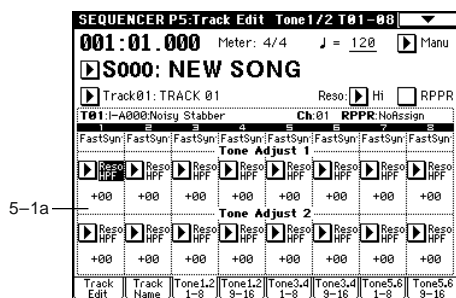 SEQUENCER P5:Track Edit Tone1/2 T01-08
001:01.000 Meter: 4/4 ♩ = 120 Manu
S000: NEW SONG
Track01: TRACK 01 Reso: Hi RPPR
T01:I-A000:Noisy Stabber Ch:01 RPPR:NoAssign
1 2 3 4 5 6 7 8
FastSyn FastSyn FastSyn FastSyn FastSyn FastSyn FastSyn FastSyn
Tone Adjust 1
Reso Reso Reso Reso Reso Reso Reso Reso
HPF HPF HPF HPF HPF HPF HPF HPF
+00 +00 +00 +00 +00 +00 +00 +00
5–1a
Tone Adjust 2
Reso Reso Reso Reso Reso Reso Reso Reso
HPF HPF HPF HPF HPF HPF HPF HPF
+00 +00 +00 +00 +00 +00 +00 +00
Track Track Tone1.2 Tone1.2 Tone3.4 Tone3.4 Tone5.6 Tone5.6
Edit Name 1-8 9-16 1-8 9-16 1-8 9-16